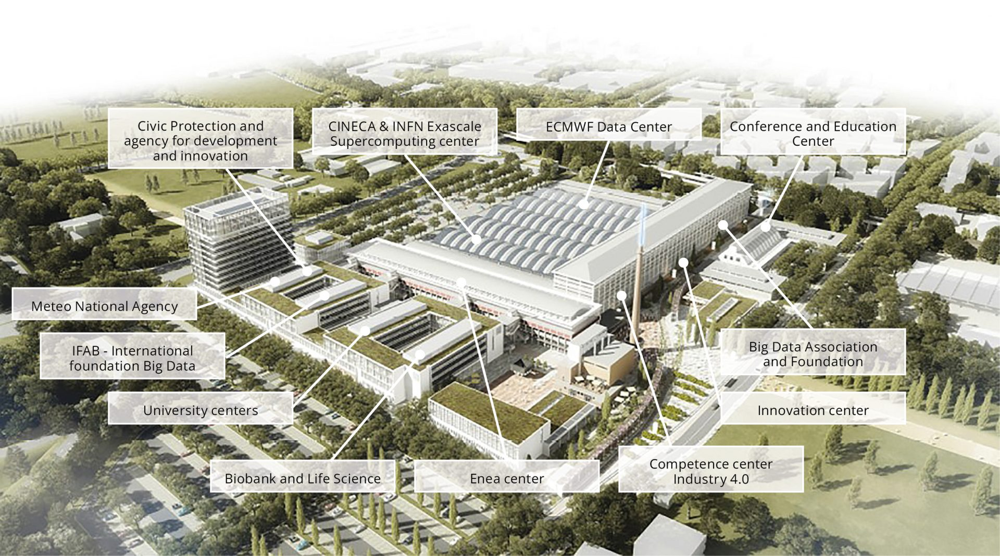 Civic Protection and
agency for development
and innovation
CINECA & INFN Exascale
Supercomputing center
ECMWF Data Center
Conference and Education
Center
Meteo National Agency
IFAB - International
foundation Big Data
University centers
Biobank and Life Science
Enea center
Competence center
Industry 4.0
Big Data Association
and Foundation
Innovation center